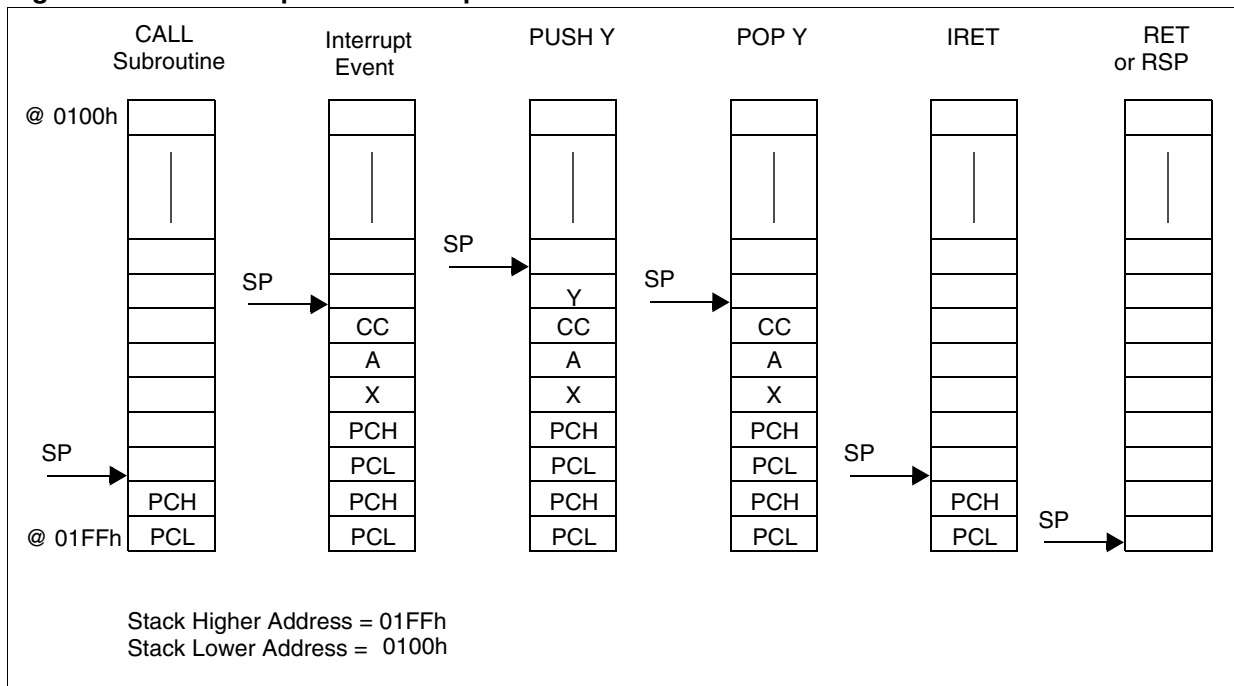 CALL
Subroutine
Interrupt
Event
PUSH Y
POP Y
IRET
RET
or RSP
@ 0100h
SP
SP
SP
Y
CC
CC
CC
A
A
A
X
X
X
PCH
PCH
PCH
SP
SP
PCL
PCL
PCL
PCH
PCH
PCH
PCH
PCH
SP
@ 01FFh
PCL
PCL
PCL
PCL
PCL
Stack Higher Address = 01FFh
Stack Lower Address = 0100h